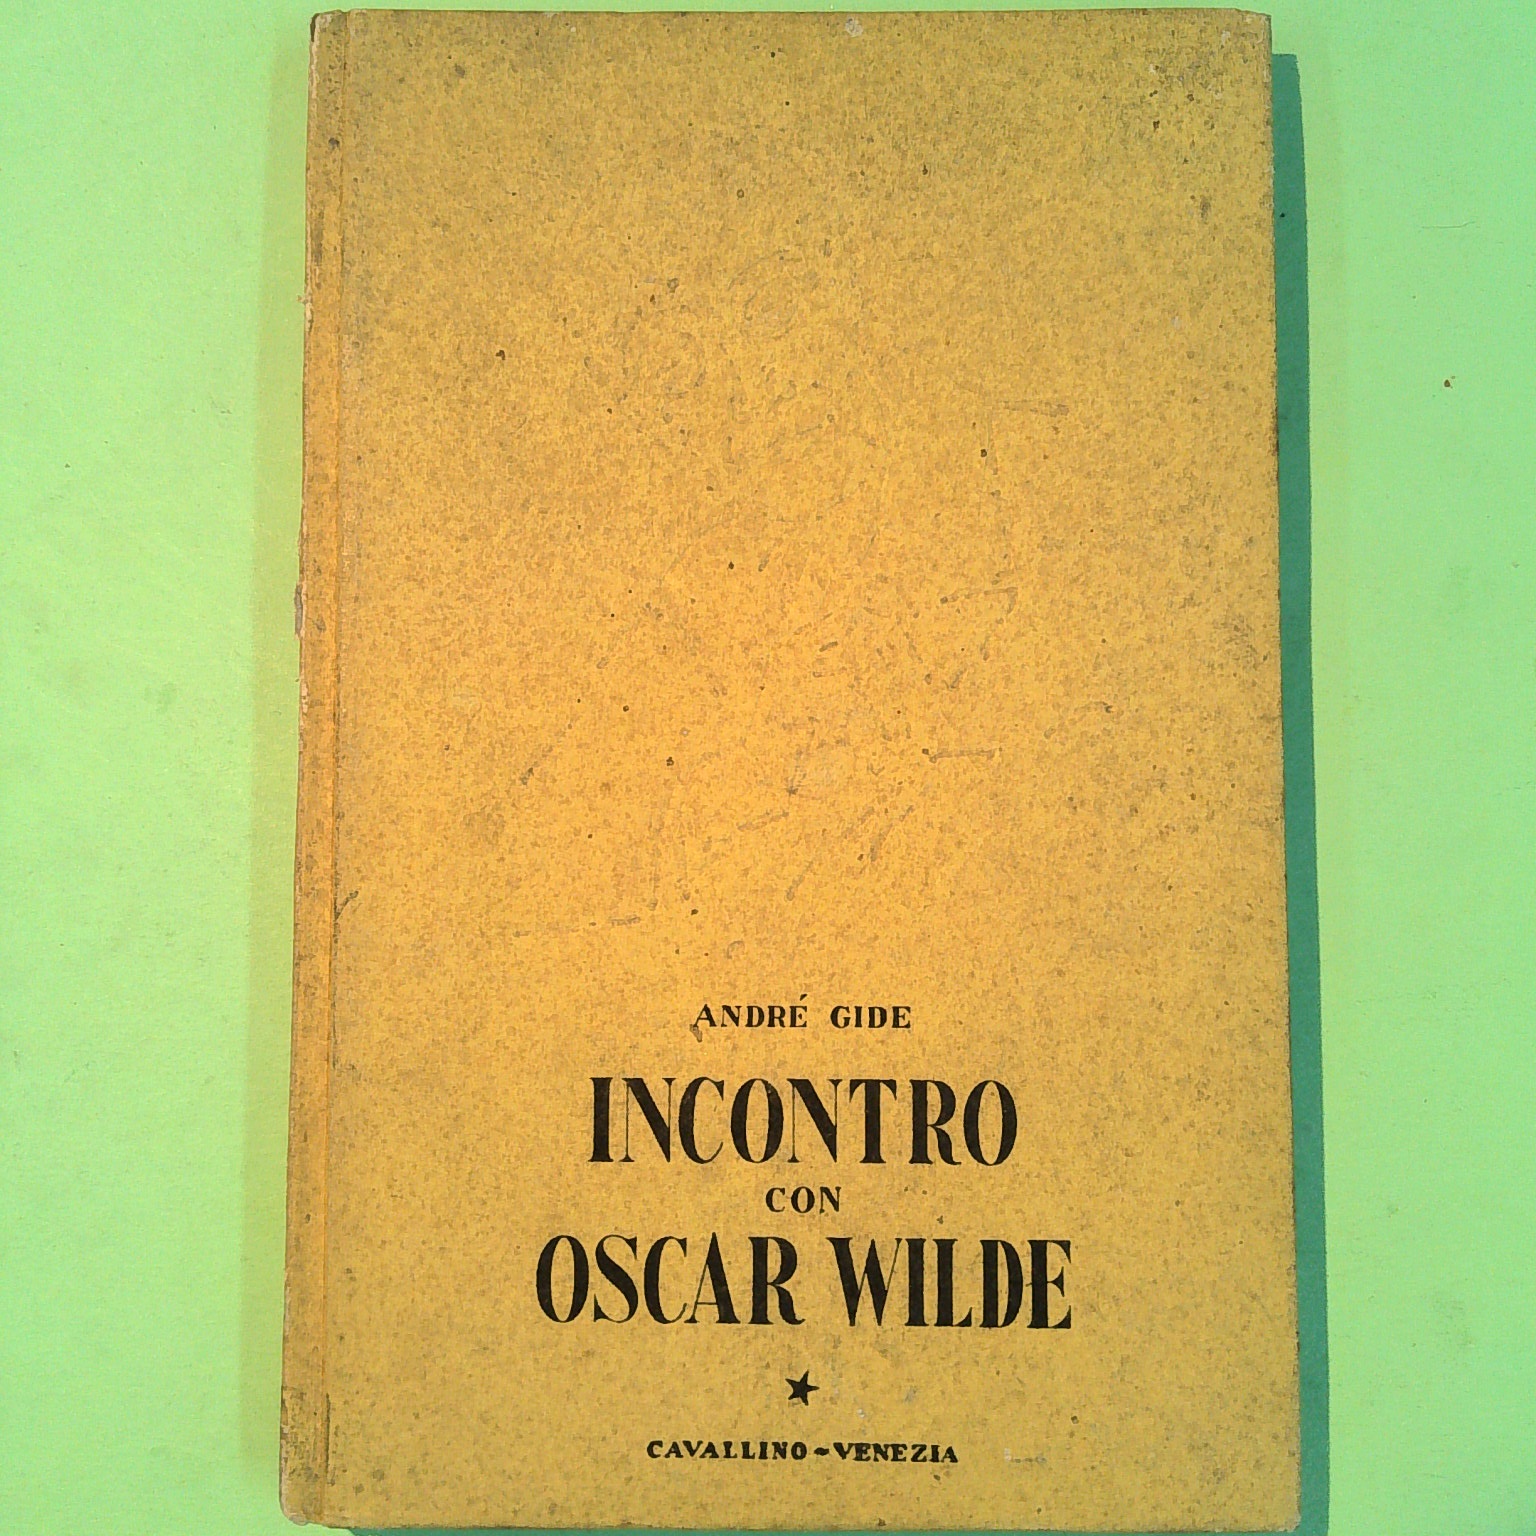 ANDRÉ GIDE
INCONTRO
CON
OSCAR WILDE
CAVALLINO~VENEZIA